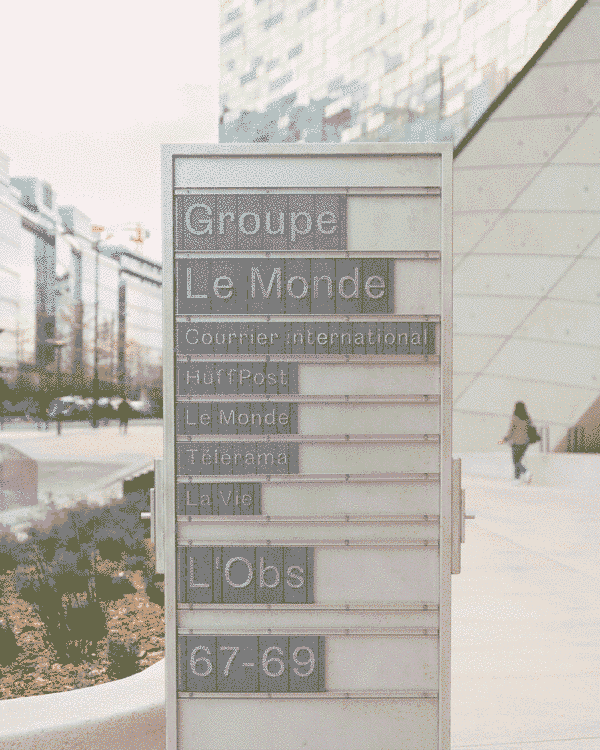 Groupe
Le Monde
Courrier international
HuffPost
Le Monde
Télérama
La Vie
L'Obs
67-69